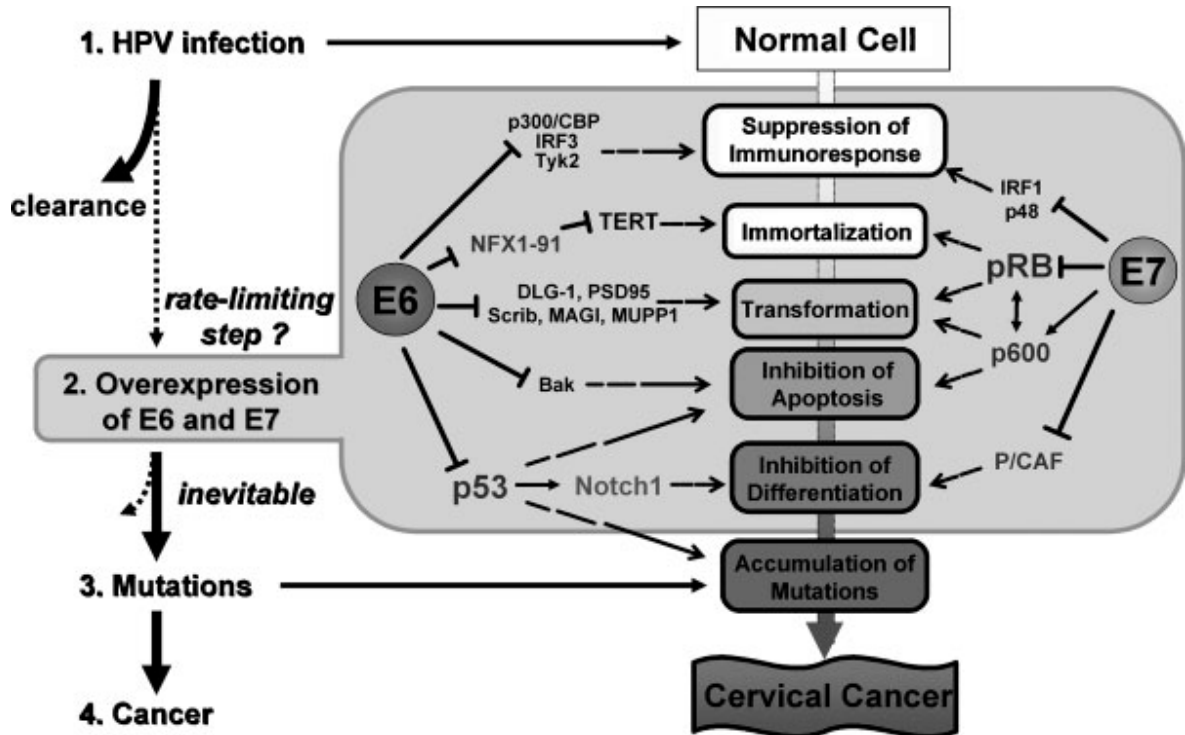 1. HPV infection
Normal Cell
clearance
rate-limiting
step ?
2. Overexpression
of E6 and E7
inevitable
3. Mutations
4. Cancer
E6
p300/CBP
IRF3
Tyk2
NFX1-91
TERT
DLG-1, PSD95
Scrib, MAGI, MUPP1
Bak
p53
Notch1
Suppression of
Immunoresponse
Immortalization
Transformation
Inhibition of
Apoptosis
Inhibition of
Differentiation
Accumulation of
Mutations
Cervical Cancer
IRF1
p48
pRB
E7
p600
P/CAF